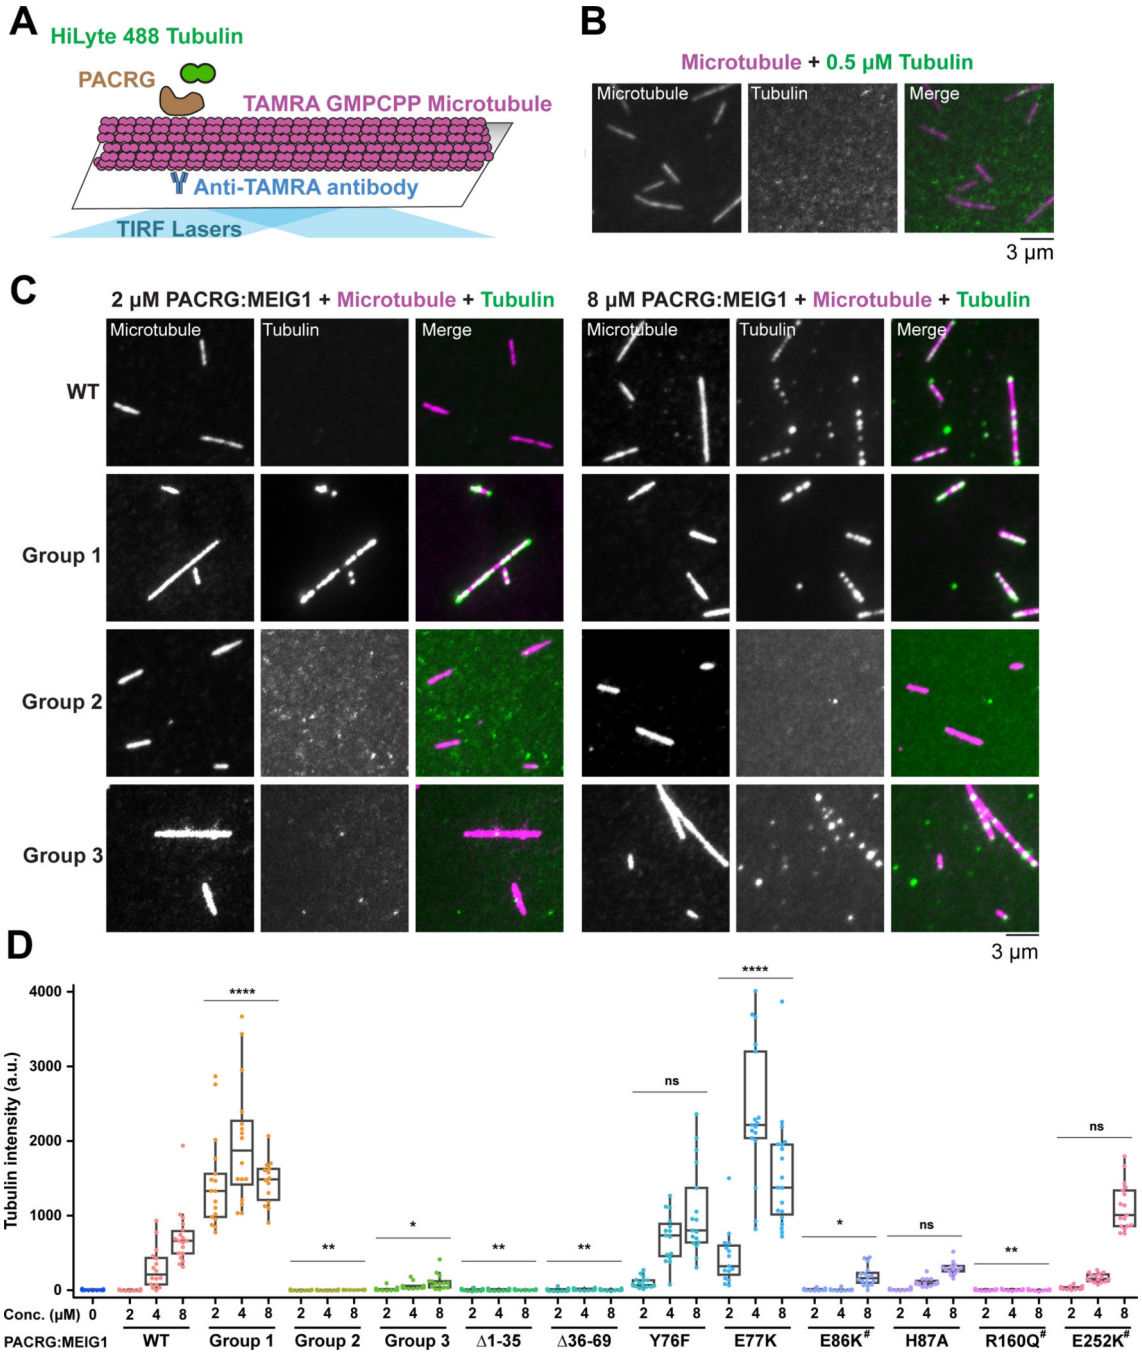 A
HiLyte 488 Tubulin
PACRG
TAMRA GMPCPP Microtubule
Anti-TAMRA antibody
TIRF Lasers
B
Microtubule + 0.5 µM Tubulin
Microtubule Tubulin Merge
3 µm
C
2 µM PACRG:MEIG1 + Microtubule + Tubulin
8 µM PACRG:MEIG1 + Microtubule + Tubulin
Microtubule Tubulin Merge
Microtubule Tubulin Merge
WT
Group 1
Group 2
Group 3
3 µm
D
Tubulin intensity (a.u.)
4000
3000
2000
1000
0
**** ** * ** ** ns **** * ns ** ns
Conc. (µM) 0 2 4 8 2 4 8 2 4 8 2 4 8 2 4 8 2 4 8 2 4 8 2 4 8 2 4 8 2 4 8 2 4 8 2 4 8
PACRG:MEIG1 WT Group 1 Group 2 Group 3 Δ1-35 Δ36-69 Y76F E77K E86K# H87A R160Q# E252K#